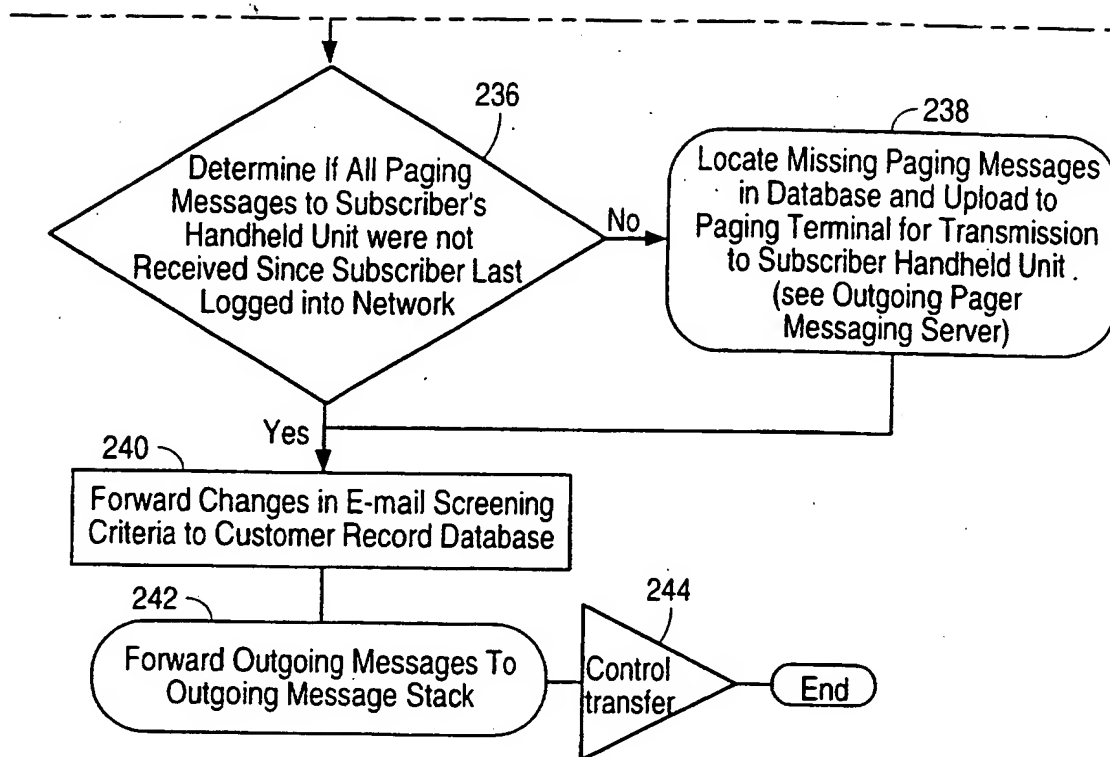 236
Determine If All Paging
Messages to Subscriber's
Handheld Unit were not
Received Since Subscriber Last
Logged into Network
No
238
Locate Missing Paging Messages
in Database and Upload to
Paging Terminal for Transmission
to Subscriber Handheld Unit
(see Outgoing Pager
Messaging Server)
Yes
240
Forward Changes in E-mail Screening
Criteria to Customer Record Database
242
Forward Outgoing Messages To
Outgoing Message Stack
244
Control
transfer
End